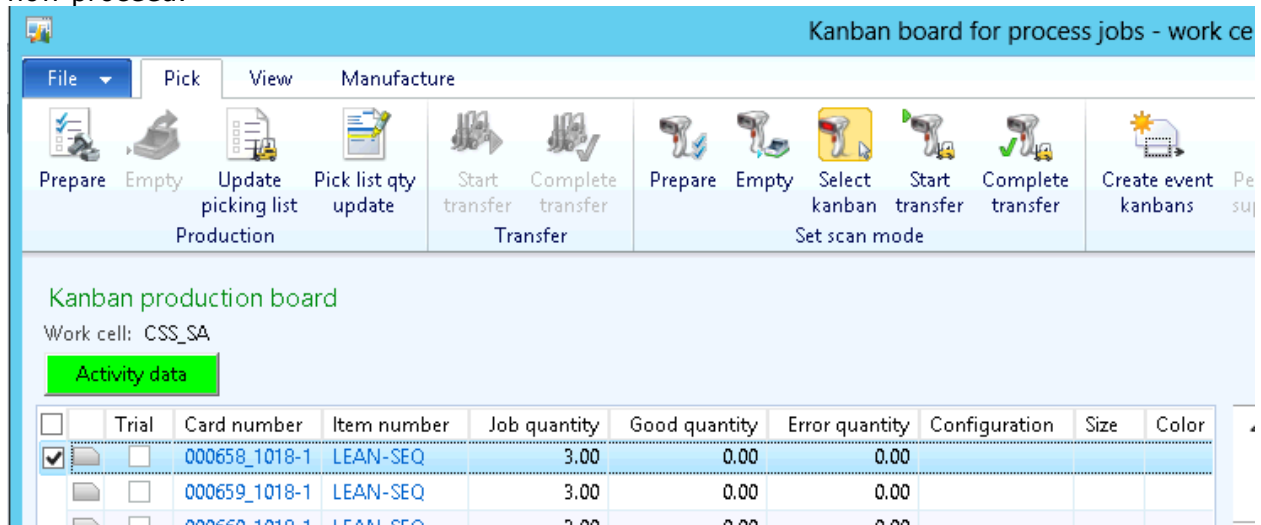 now proceed.
Kanban board for process jobs - work ce
File Pick View Manufacture
Prepare Empty Update picking list Pick list qty update Start transfer Complete transfer Prepare Empty Select kanban Start transfer Complete transfer Create event kanbans Pe su
Production Transfer Set scan mode
Kanban production board
Work cell: CSS_SA
Activity data
Trial Card number Item number Job quantity Good quantity Error quantity Configuration Size Color
000658_1018-1 LEAN-SEQ 3.00 0.00 0.00
000659_1018-1 LEAN-SEQ 3.00 0.00 0.00